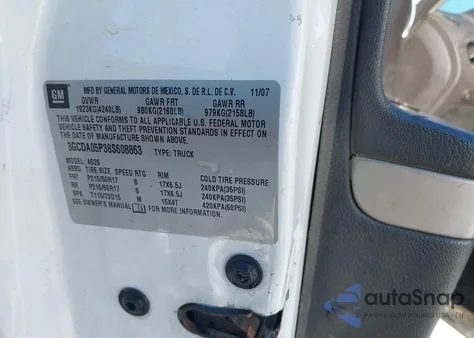 GM
MFD BY GENERAL MOTORS DE MEXICO, S. DE R.L. DE C.V. 11/07
GVWR GAWR FRT GAWR RR
1923KG(4240LB) 980KG(2160LB) 979KG(2158LB)
THIS VEHICLE CONFORMS TO ALL APPLICABLE U.S. FEDERAL MOTOR
VEHICLE SAFETY AND THEFT PREVENTION STANDARDS IN EFFECT ON THE
DATE OF MANUFACTURE SHOWN ABOVE.
3GCDA05P38S608863 TYPE: TRUCK
MODEL: AB26
TIRE SIZE SPEED RTG RIM COLD TIRE PRESSURE
FRT P215/50R17 S 17X6.5J 240KPA(35PSI)
RR P215/50R17 S 17X6.5J 240KPA(35PSI)
SPA T115/70D15 M 15X4T 420KPA(60PSI)
SEE OWNER'S MANUAL FOR MORE INFORMATION.
autoSnap